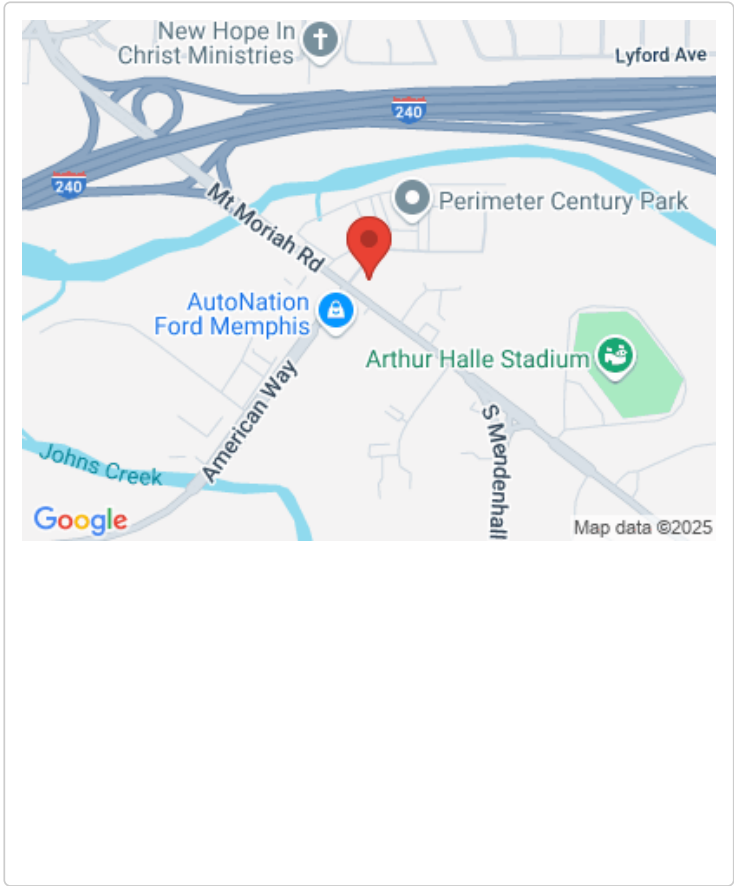 New Hope In
Christ Ministries
Lyford Ave
240
240
Mt Moriah Rd
Perimeter Century Park
AutoNation
Ford Memphis
Arthur Halle Stadium
American Way
S Mendenhall
Johns Creek
Google
Map data ©2025